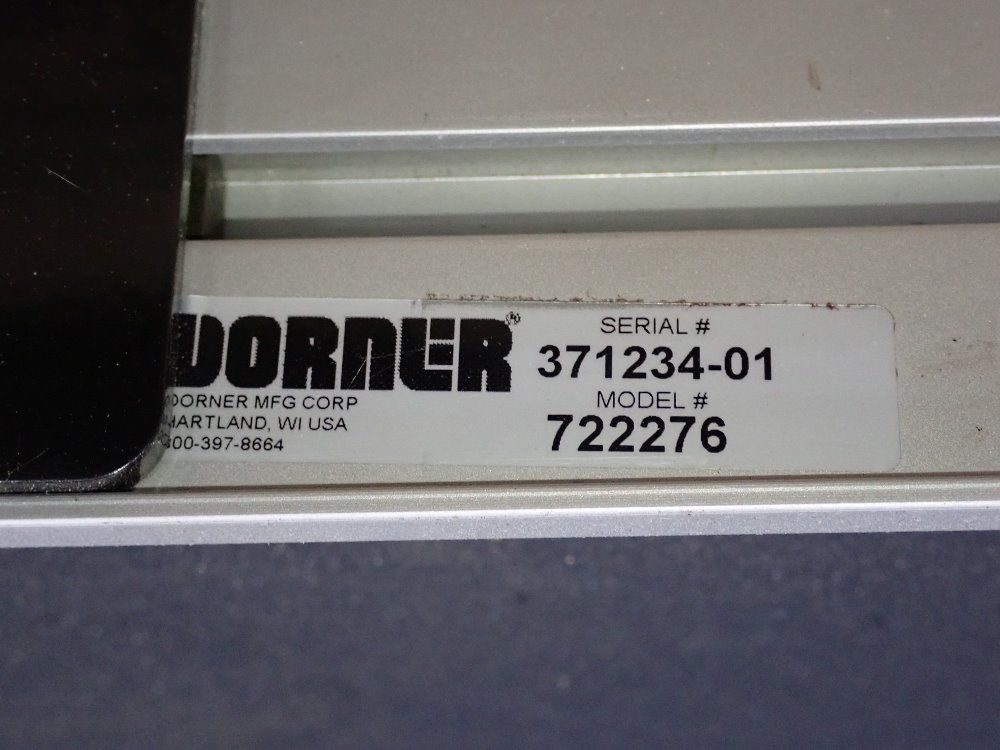 DORNER®
DORNER MFG CORP
HARTLAND, WI USA
800-397-8664
SERIAL #
371234-01
MODEL #
722276